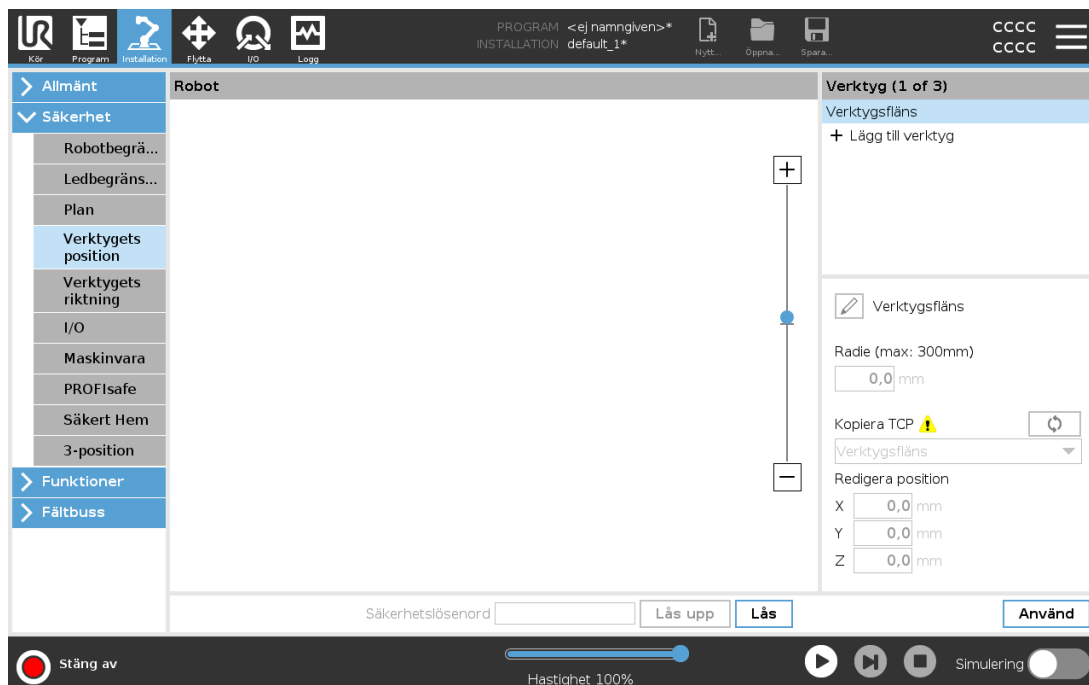 PROGRAM <ej namngiven>*
INSTALLATION default_1*
Kör
Program
Installation
Flytta
I/O
Logg
Nytt...
Öppna...
Spara...
CCCC
CCCC
Allmänt
Säkerhet
Robotbegrä...
Ledbegräns...
Plan
Verktygets
position
Verktygets
riktning
I/O
Maskinvara
PROFIsafe
Säkert Hem
3-position
Funktioner
Fältbuss
Robot
Verktyg (1 of 3)
Verktygsfläns
+ Lägg till verktyg
Verktygsfläns
Radie (max: 300mm)
0,0 mm
Kopiera TCP
Verktygsfläns
Redigera position
X 0,0 mm
Y 0,0 mm
Z 0,0 mm
Säkerhetslösenord
Lås upp
Lås
Använd
Stäng av
Hastighet 100%
Simulering